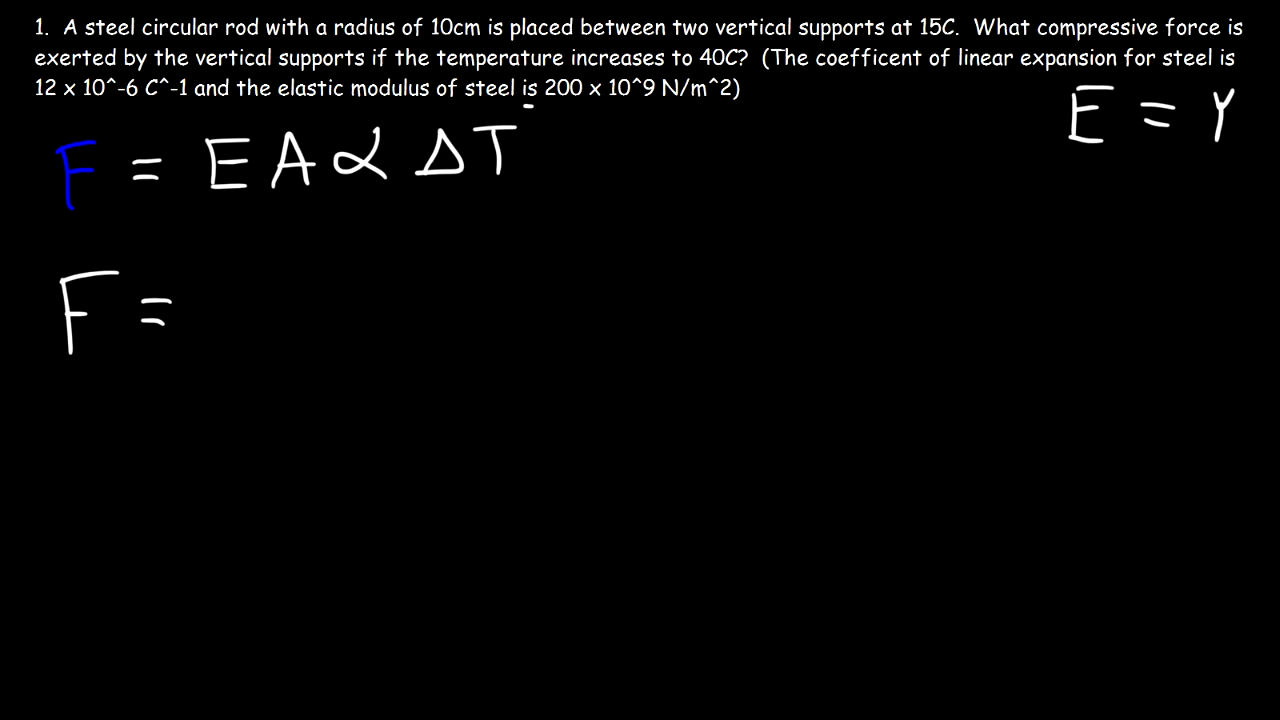 1. A steel circular rod with a radius of 10cm is placed between two vertical supports at 15C. What compressive force is
exerted by the vertical supports if the temperature increases to 40C? (The coefficent of linear expansion for steel is
12 x 10^-6 C^-1 and the elastic modulus of steel is 200 x 10^9 N/m^2)
E = Y
F = EA∝ΔT
F =